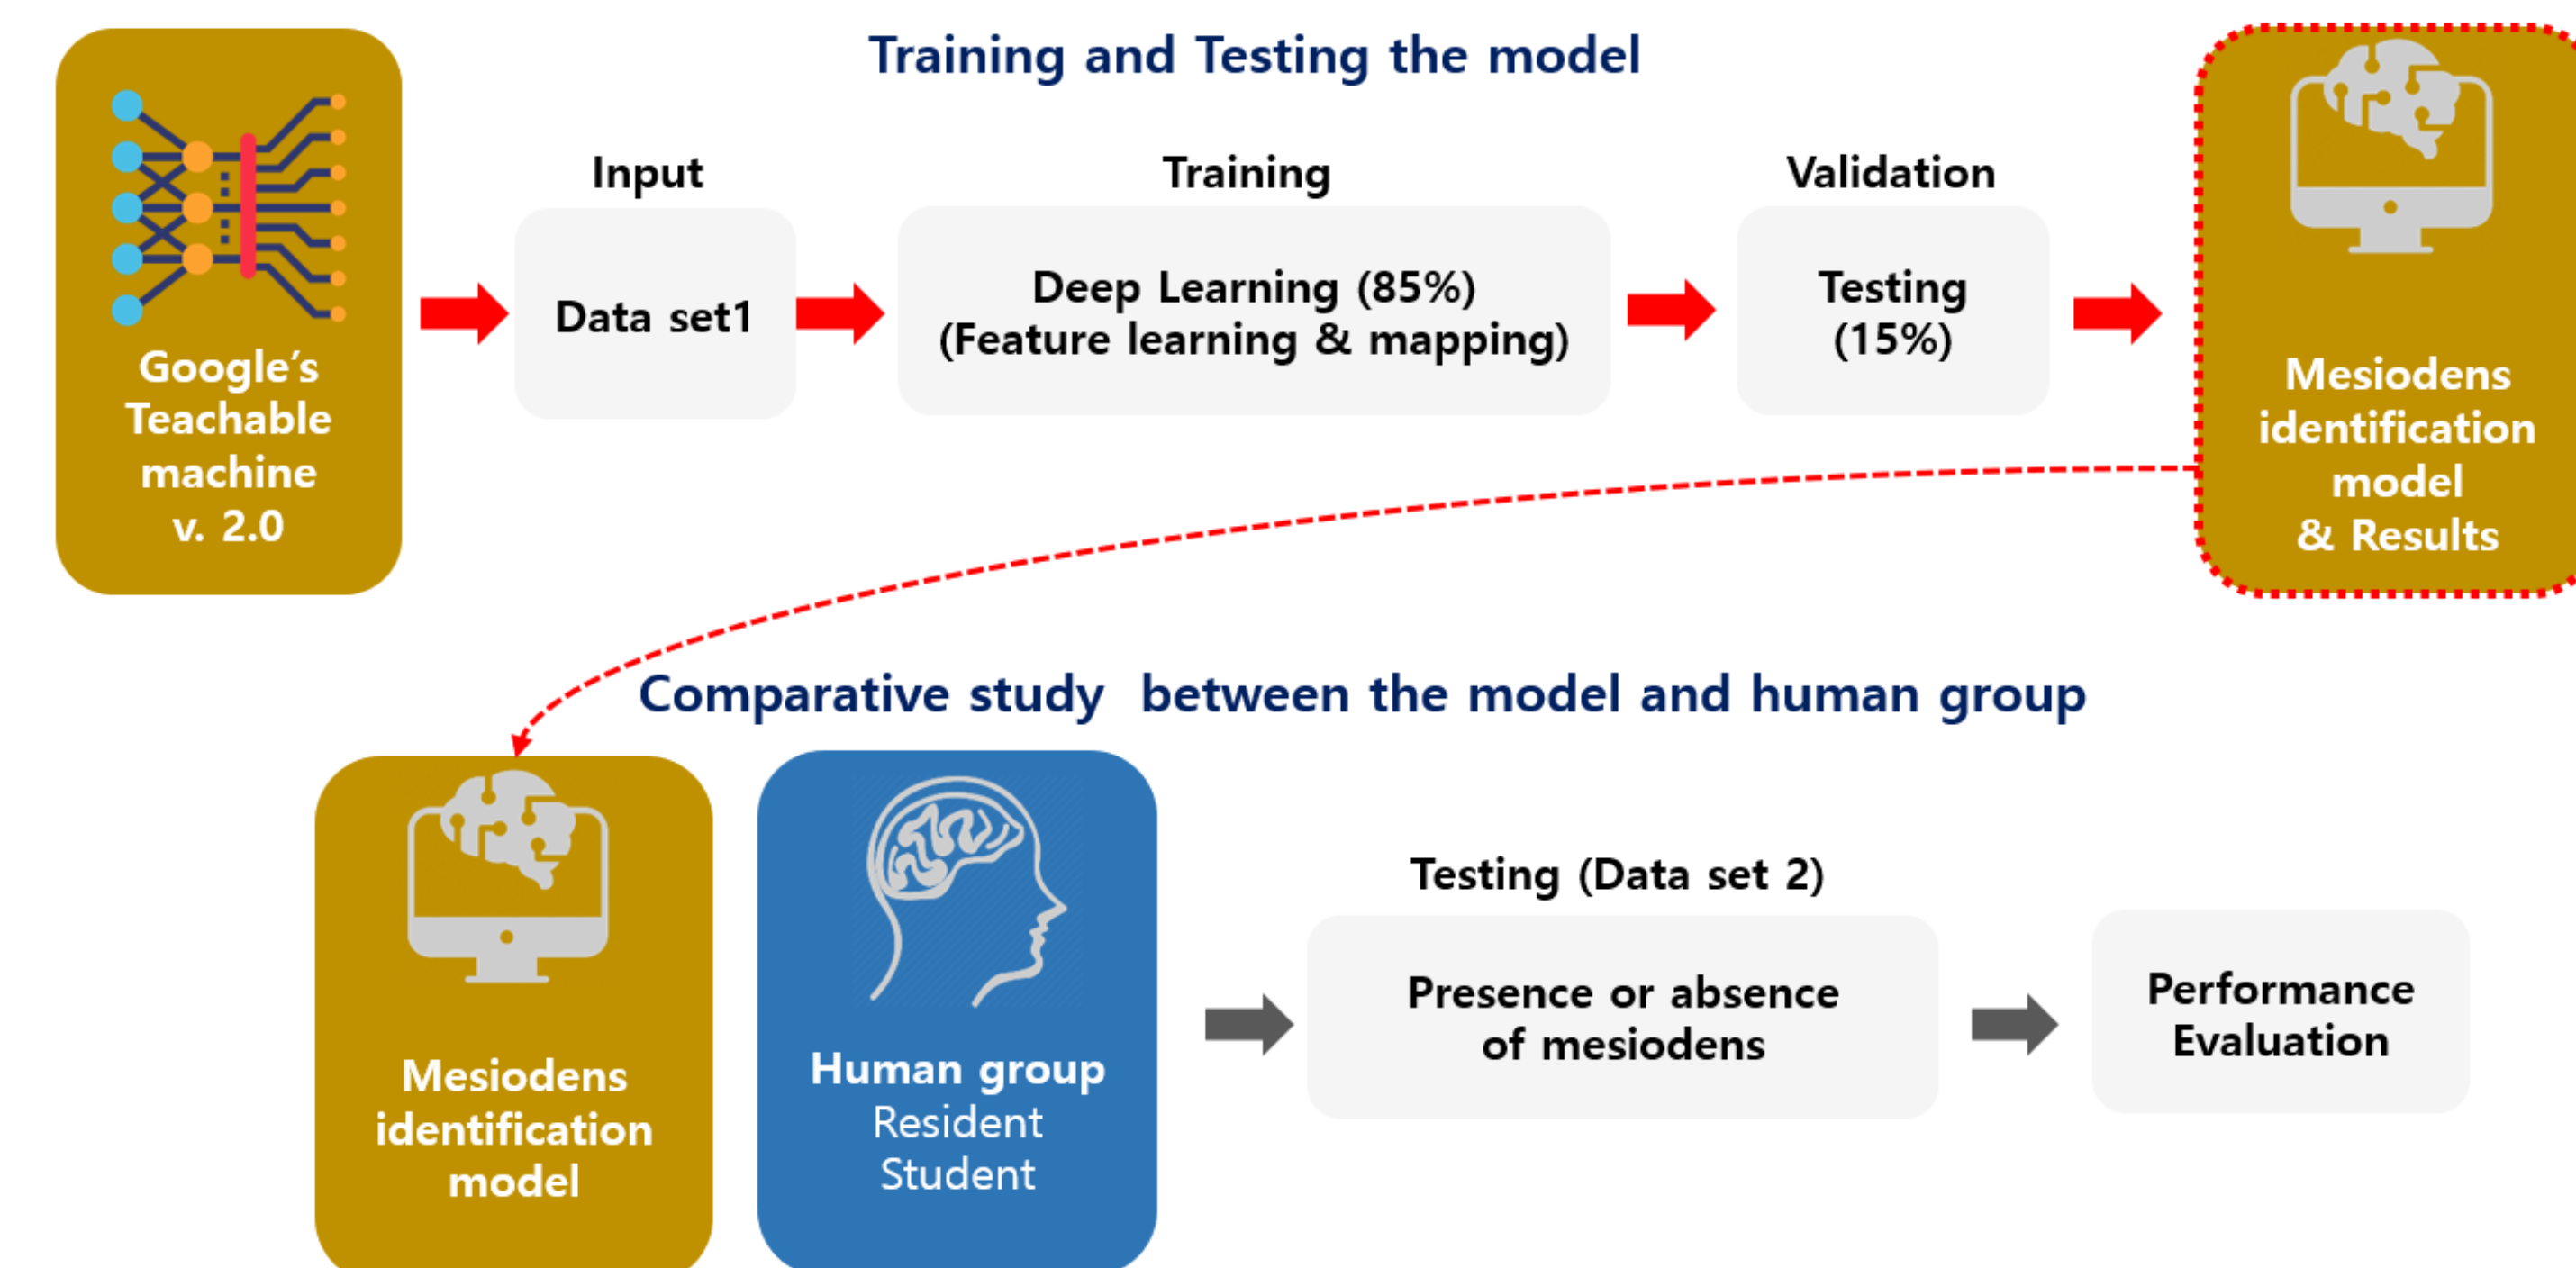 Training and Testing the model
Google's
Teachable
machine
v. 2.0
Input
Data set1
Training
Deep Learning (85%)
(Feature learning & mapping)
Validation
Testing
(15%)
Mesiodens
identification
model
& Results
Comparative study between the model and human group
Mesiodens
identification
model
Human group
Resident
Student
Testing (Data set 2)
Presence or absence
of mesiodens
Performance
Evaluation